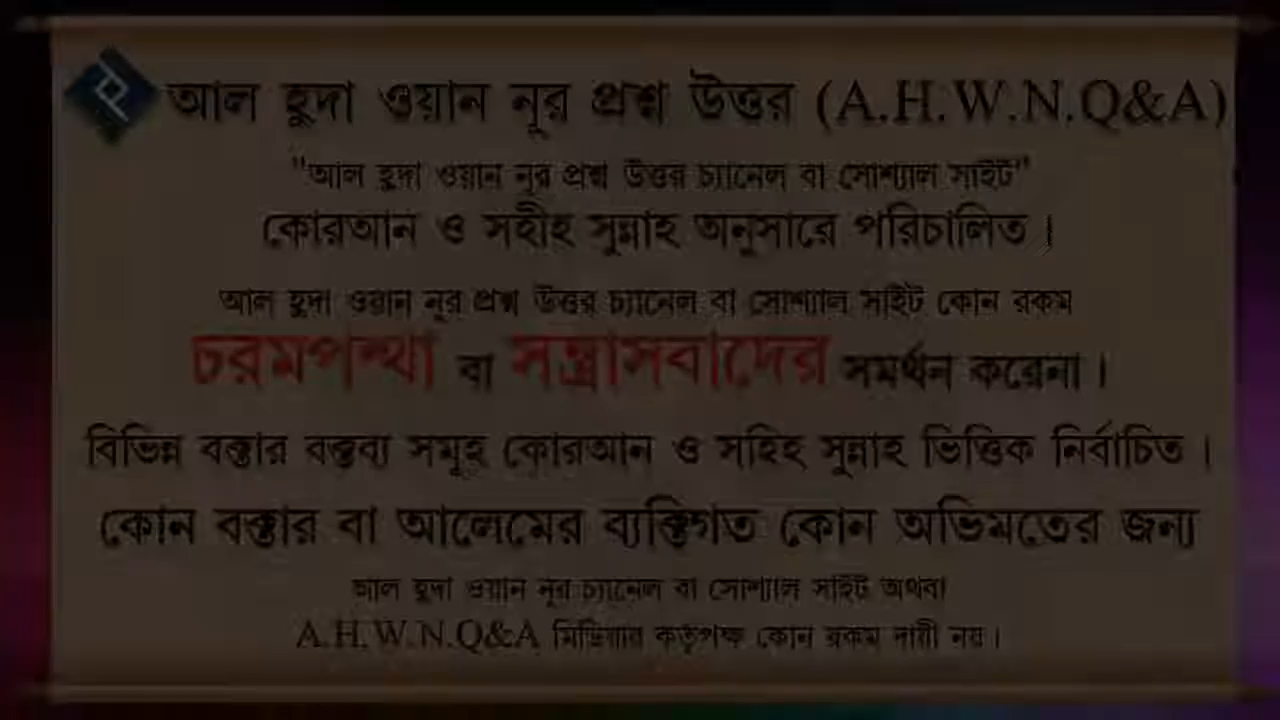 আল হুদা ওয়ান নূর প্রশ্ন উত্তর (A.H.W.N.Q&A)
"আল হুদা ওয়ান নূর প্রশ্ন উত্তর চ্যানেল বা সোশ্যাল সাইট"
কোরআন ও সহীহ সুন্নাহ অনুসারে পরিচালিত ।
আল হুদা ওয়ান নূর প্রশ্ন উত্তর চ্যানেল বা সোশ্যাল সাইট কোন রকম
চরমপন্থা বা সন্ত্রাসবাদের সমর্থন করেনা ।
বিভিন্ন বক্তার বক্তব্য সমূহ কোরআন ও সহিহ সুন্নাহ ভিত্তিক নির্বাচিত ।
কোন বক্তার বা আলেমের ব্যক্তিগত কোন অভিমতের জন্য
আল হুদা ওয়ান নূর চ্যানেল বা সোশ্যাল সাইট অথবা
A.H.W.N.Q&A মিডিয়ার কর্তৃপক্ষ কোন রকম দায়ী নয় ।